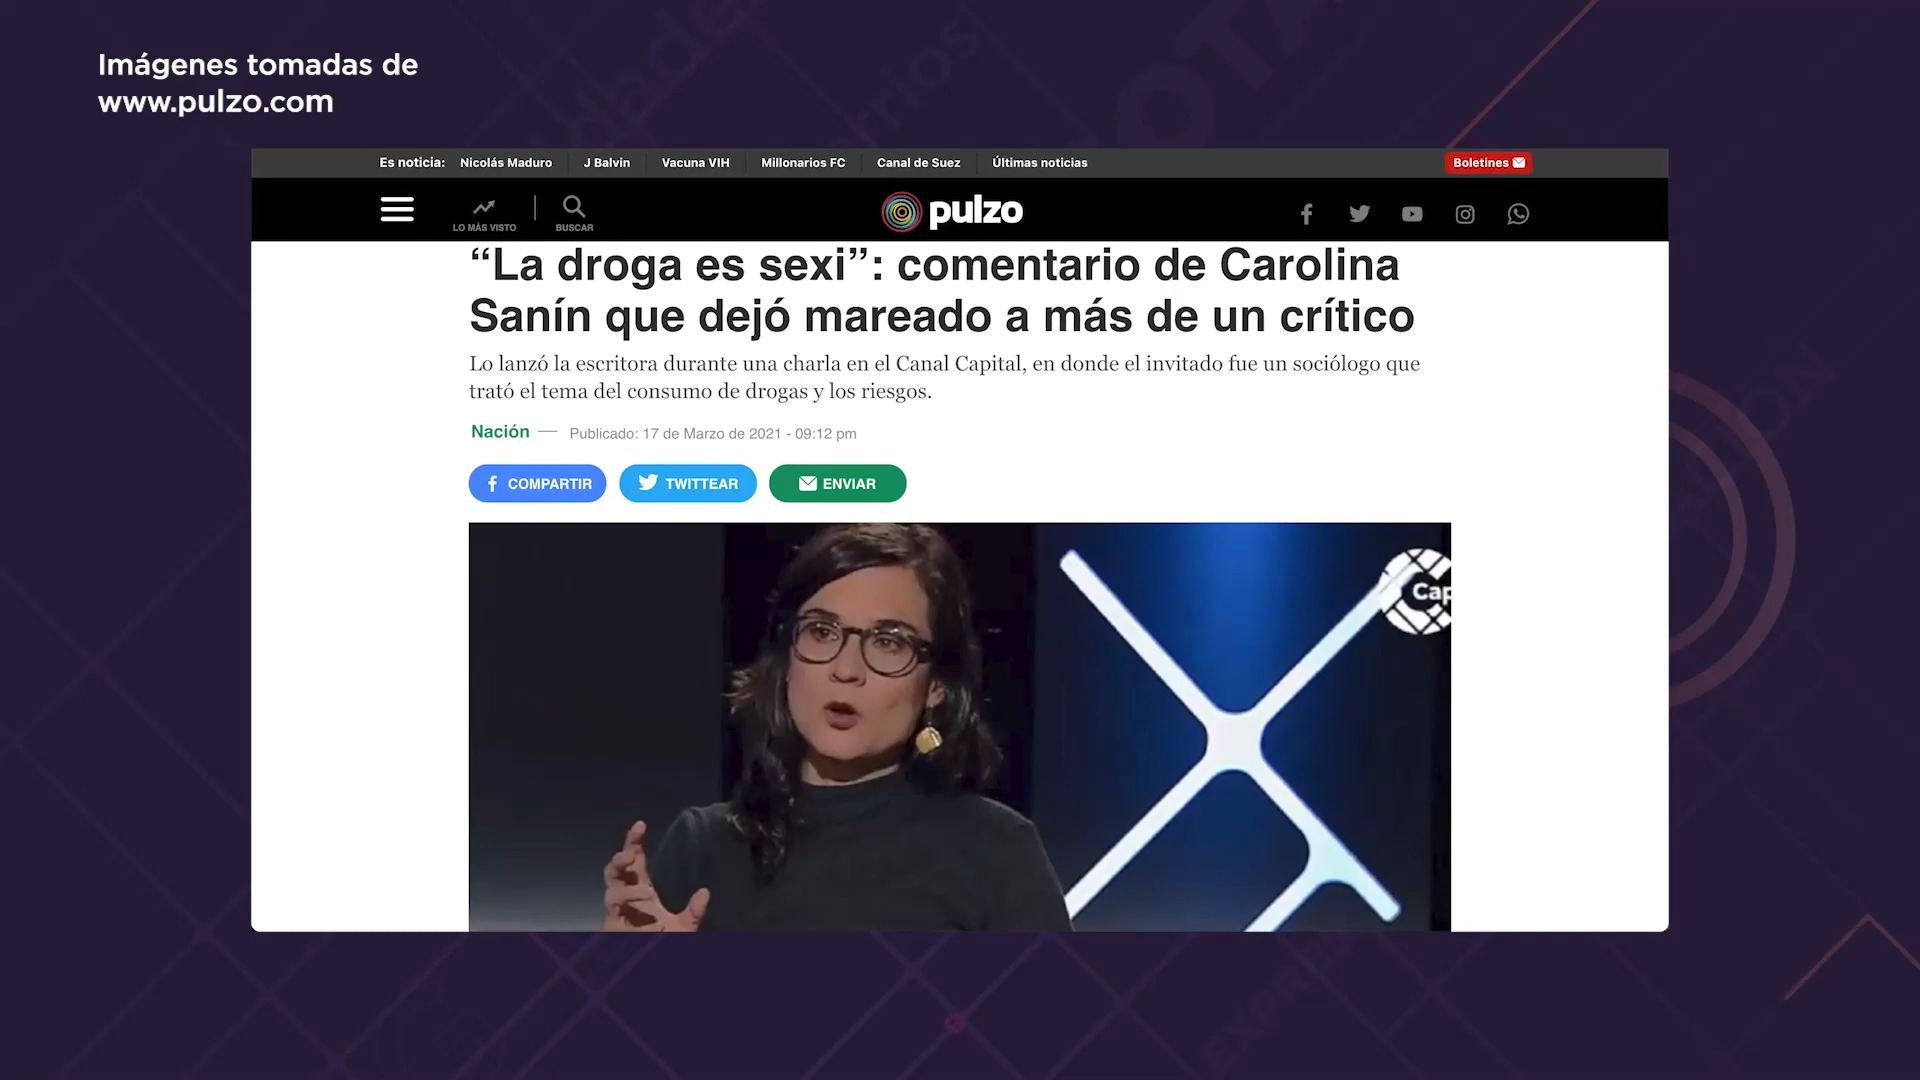 Imágenes tomadas de
www.pulzo.com
Es noticia: Nicolás Maduro J Balvin Vacuna VIH Millonarios FC Canal de Suez Últimas noticias Boletines
LO MÁS VISTO BUSCAR pulzo
“La droga es sexi”: comentario de Carolina
Sanín que dejó mareado a más de un crítico
Lo lanzó la escritora durante una charla en el Canal Capital, en donde el invitado fue un sociólogo que
trató el tema del consumo de drogas y los riesgos.
Nación — Publicado: 17 de Marzo de 2021 - 09:12 pm
COMPARTIR TWITTEAR ENVIAR
Cap